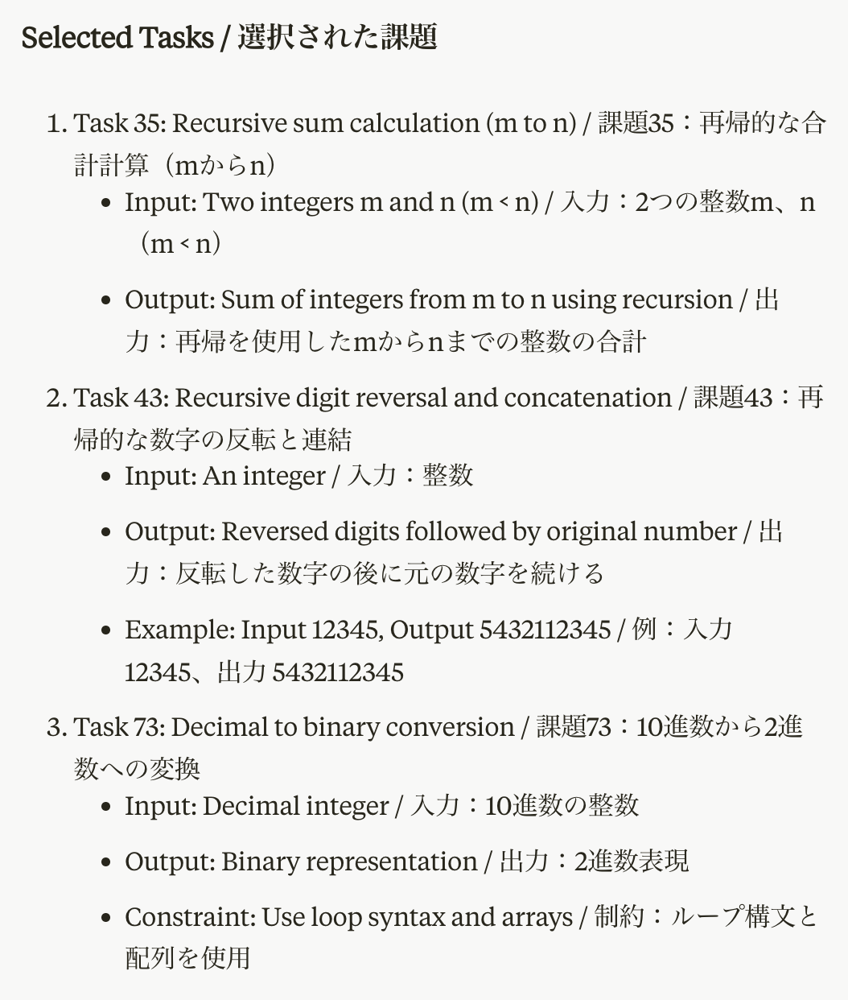 Selected Tasks / 選択された課題
1. Task 35: Recursive sum calculation (m to n) / 課題35：再帰的な合
計計算（mからn）
• Input: Two integers m and n (m < n) / 入力：2つの整数m、n
（m < n）
• Output: Sum of integers from m to n using recursion / 出
力：再帰を使用したmからnまでの整数の合計
2. Task 43: Recursive digit reversal and concatenation / 課題43：再
帰的な数字の反転と連結
• Input: An integer / 入力：整数
• Output: Reversed digits followed by original number / 出
力：反転した数字の後に元の数字を続ける
• Example: Input 12345, Output 5432112345 / 例：入力
12345、出力 5432112345
3. Task 73: Decimal to binary conversion / 課題73：10進数から2進
数への変換
• Input: Decimal integer / 入力：10進数の整数
• Output: Binary representation / 出力：2進数表現
• Constraint: Use loop syntax and arrays / 制約：ループ構文と
配列を使用